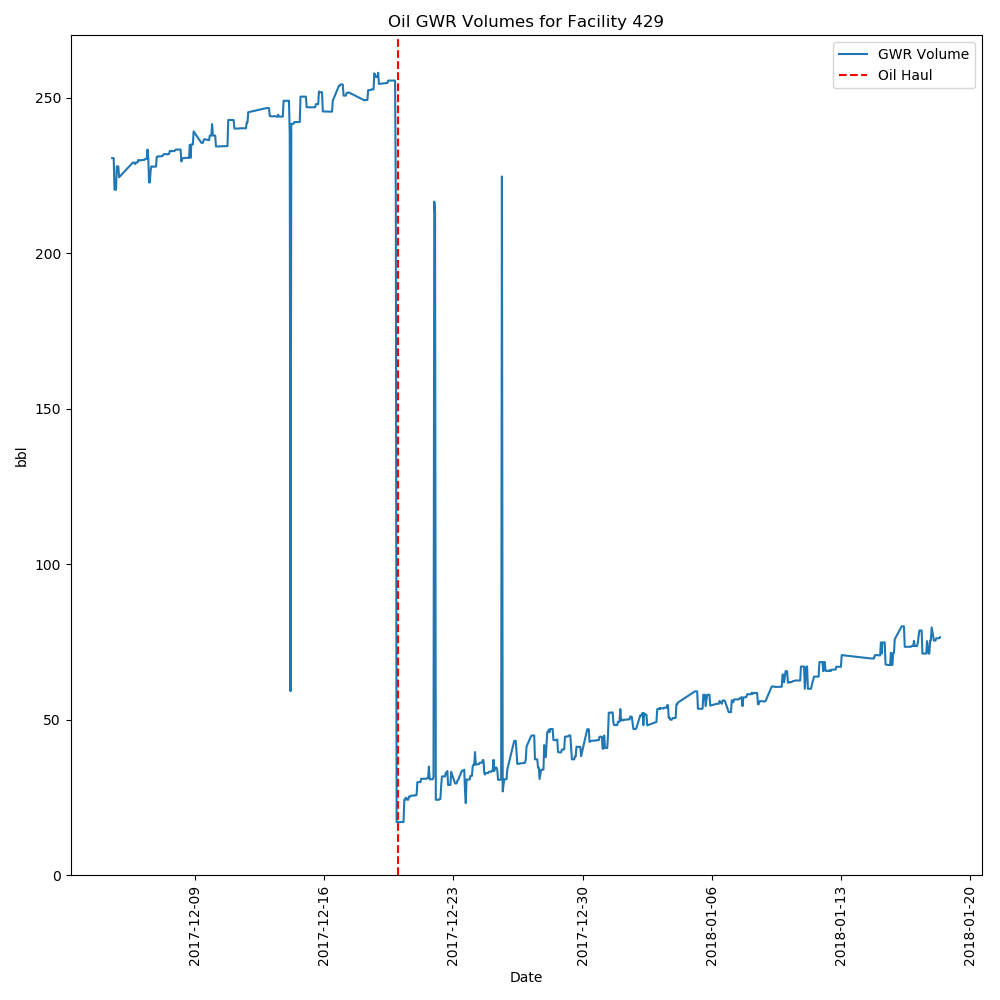 Oil GWR Volumes for Facility 429
GWR Volume
Oil Haul
250
200
150
100
50
0
bbl
2017-12-09
2017-12-16
2017-12-23
2017-12-30
2018-01-06
2018-01-13
2018-01-20
Date